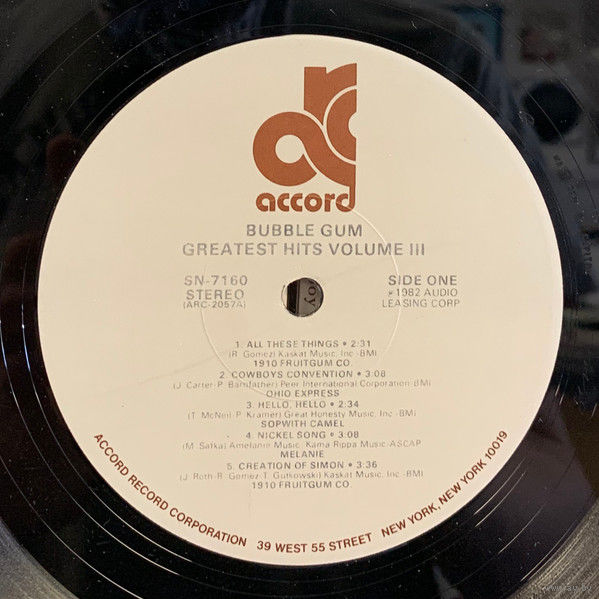 accord
BUBBLE GUM
GREATEST HITS VOLUME III
SN-7160
STEREO
(ARC-2057A)
SIDE ONE
℗1982 AUDIO
LEASING CORP
1. ALL THESE THINGS • 2:31
(R. Gomez) Kaskat Music, Inc.-BMI
1910 FRUITGUM CO.
2. COWBOYS CONVENTION • 3:08
(J. Carter-P. Barnfather) Peer International Corporation-BMI
OHIO EXPRESS
3. HELLO, HELLO • 2:34
(T. McNeil-P. Kramer) Great Honesty Music, Inc.-BMI)
SOPWITH CAMEL
4. NICKEL SONG • 3:08
(M. Safka) Amelanie Music, Kama Rippa Music-ASCAP
MELANIE
5. CREATION OF SIMON • 3:36
(J. Roth-R. Gomez-T. Gutkowski) Kaskat Music, Inc.-BMI
1910 FRUITGUM CO.
ACCORD RECORD CORPORATION 39 WEST 55 STREET NEW YORK, NEW YORK 10019